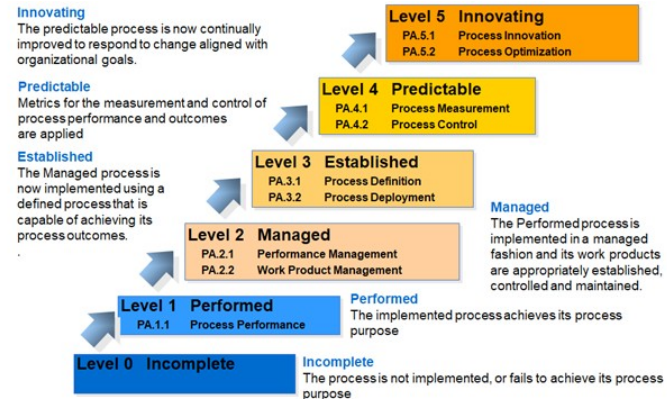 Innovating
The predictable process is now continually
improved to respond to change aligned with
organizational goals.
Level 5 Innovating
PA.5.1 Process Innovation
PA.5.2 Process Optimization
Predictable
Metrics for the measurement and control of
process performance and outcomes
are applied
Level 4 Predictable
PA.4.1 Process Measurement
PA.4.2 Process Control
Established
The Managed process is
now implemented using a
defined process that is
capable of achieving its
process outcomes.
.
Level 3 Established
PA.3.1 Process Definition
PA.3.2 Process Deployment
Level 2 Managed
PA.2.1 Performance Management
PA.2.2 Work Product Management
Managed
The Performed process is
implemented in a managed
fashion and its work products
are appropriately established,
controlled and maintained.
Level 1 Performed
PA.1.1 Process Performance
Performed
The implemented process achieves its process
purpose
Level 0 Incomplete
Incomplete
The process is not implemented, or fails to achieve its process
purpose